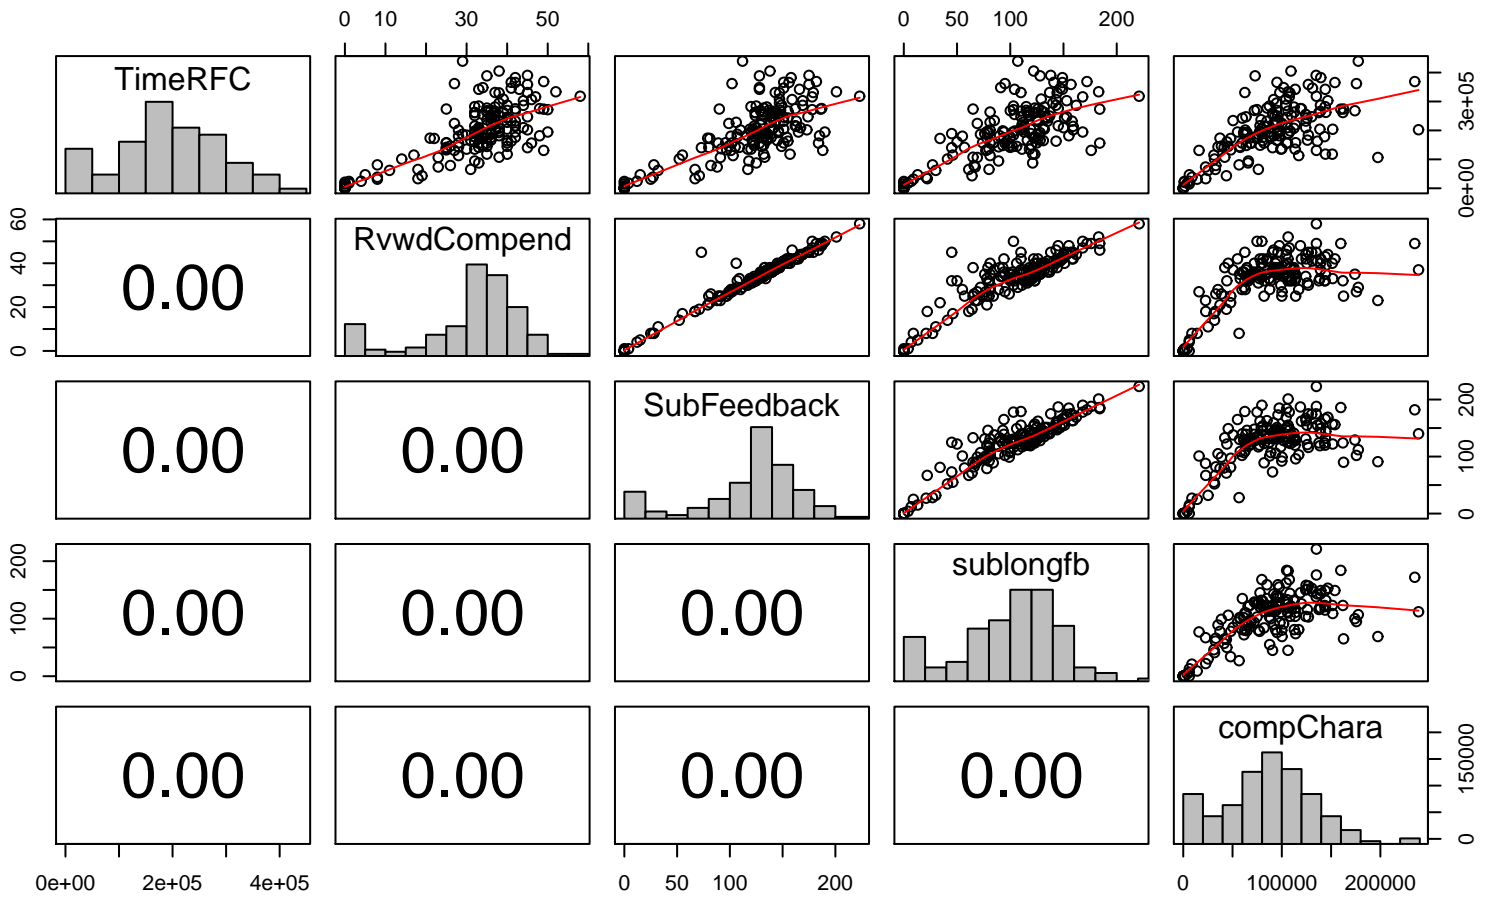 0 10 30 50 0 50 100 200
TimeRFC
0e+00 3e+05
0 20 40 60
0.00
RvwdCompend
0.00 0.00
SubFeedback
0 100 200
0 100 200
0.00 0.00 0.00
sublongfb
0.00 0.00 0.00 0.00
compChara
0 150000
0e+00 2e+05 4e+05 0 50 100 200 0 100000 200000